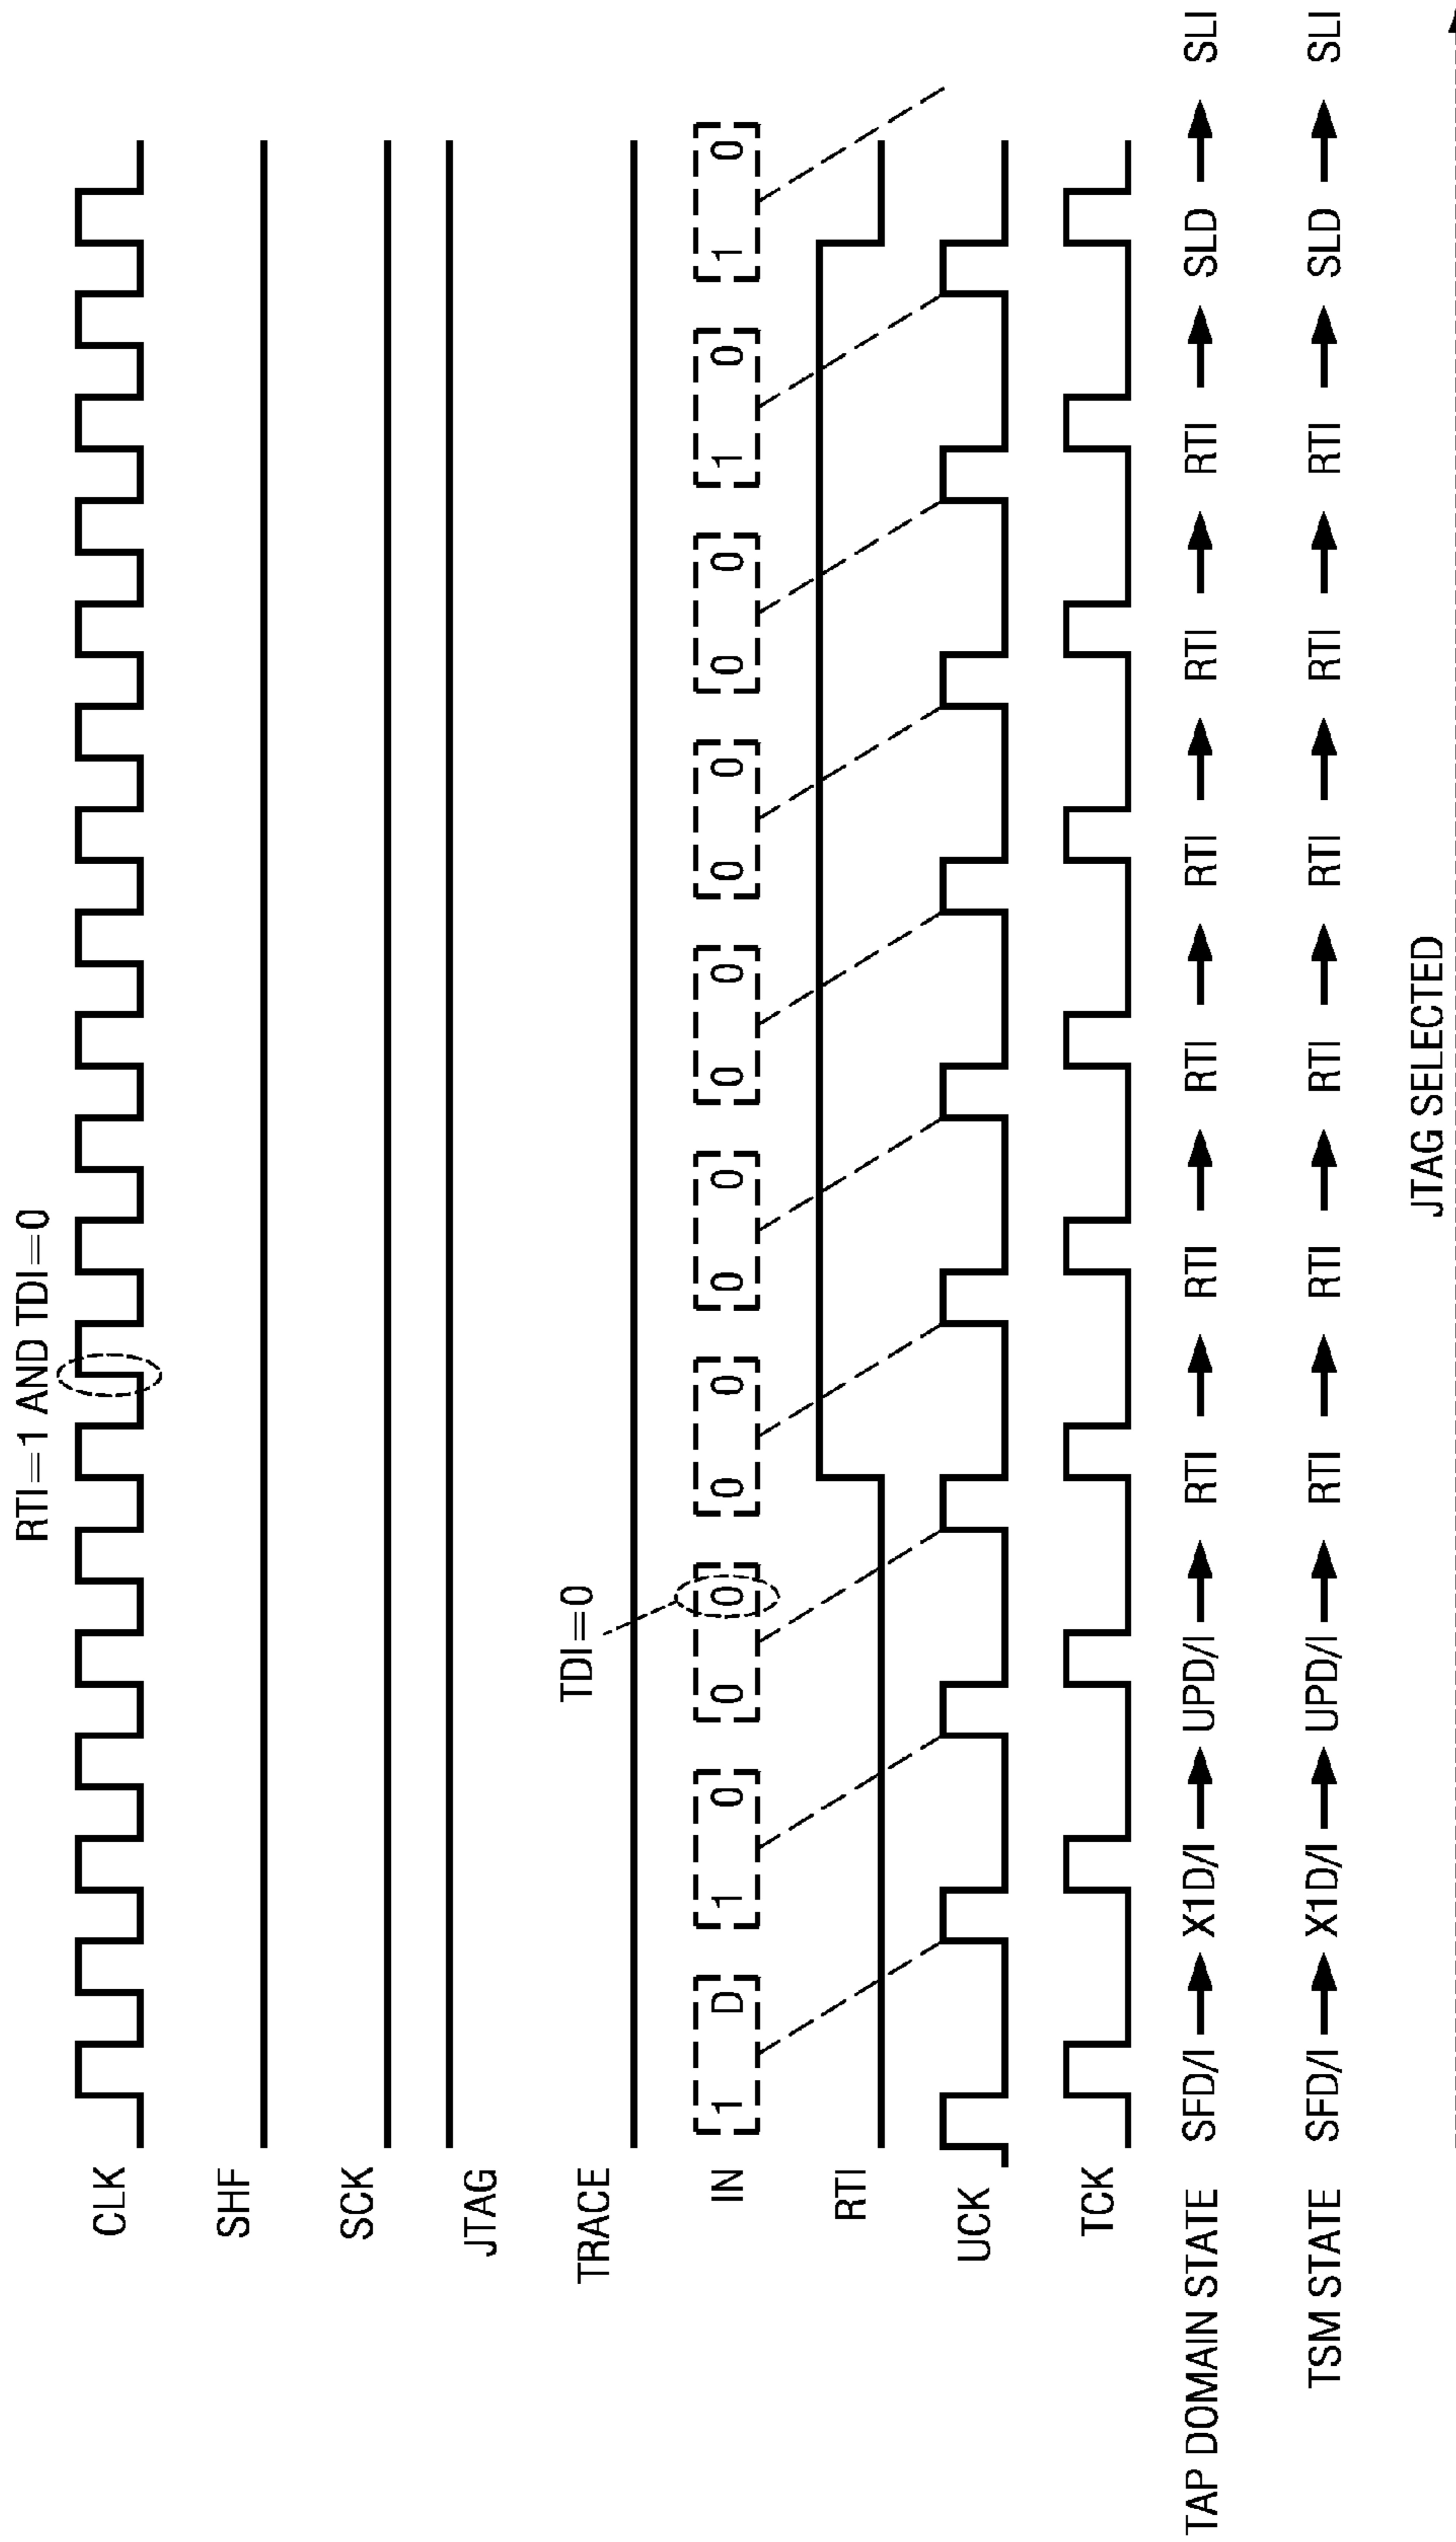 RTI=1 AND TDI=0
CLK
SHF
SCK
JTAG
TDI=0
TRACE
IN 1 D 1 0 0 0 0 0 0 0 0 0 0 0 0 0 1 0 1 0
RTI
UCK
TCK
TAP DOMAIN STATE SFD/I → X1D/I → UPD/I → RTI → RTI → RTI → RTI → RTI → RTI → SLD → SLI
TSM STATE SFD/I → X1D/I → UPD/I → RTI → RTI → RTI → RTI → RTI → RTI → SLD → SLI
JTAG SELECTED